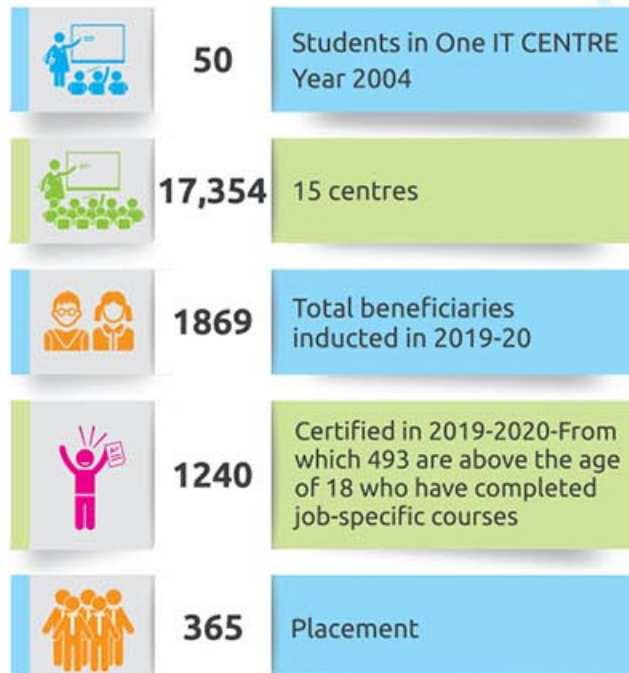 50
Students in One IT CENTRE
Year 2004
17,354
15 centres
1869
Total beneficiaries
inducted in 2019-20
1240
Certified in 2019-2020-From
which 493 are above the age
of 18 who have completed
job-specific courses
365
Placement